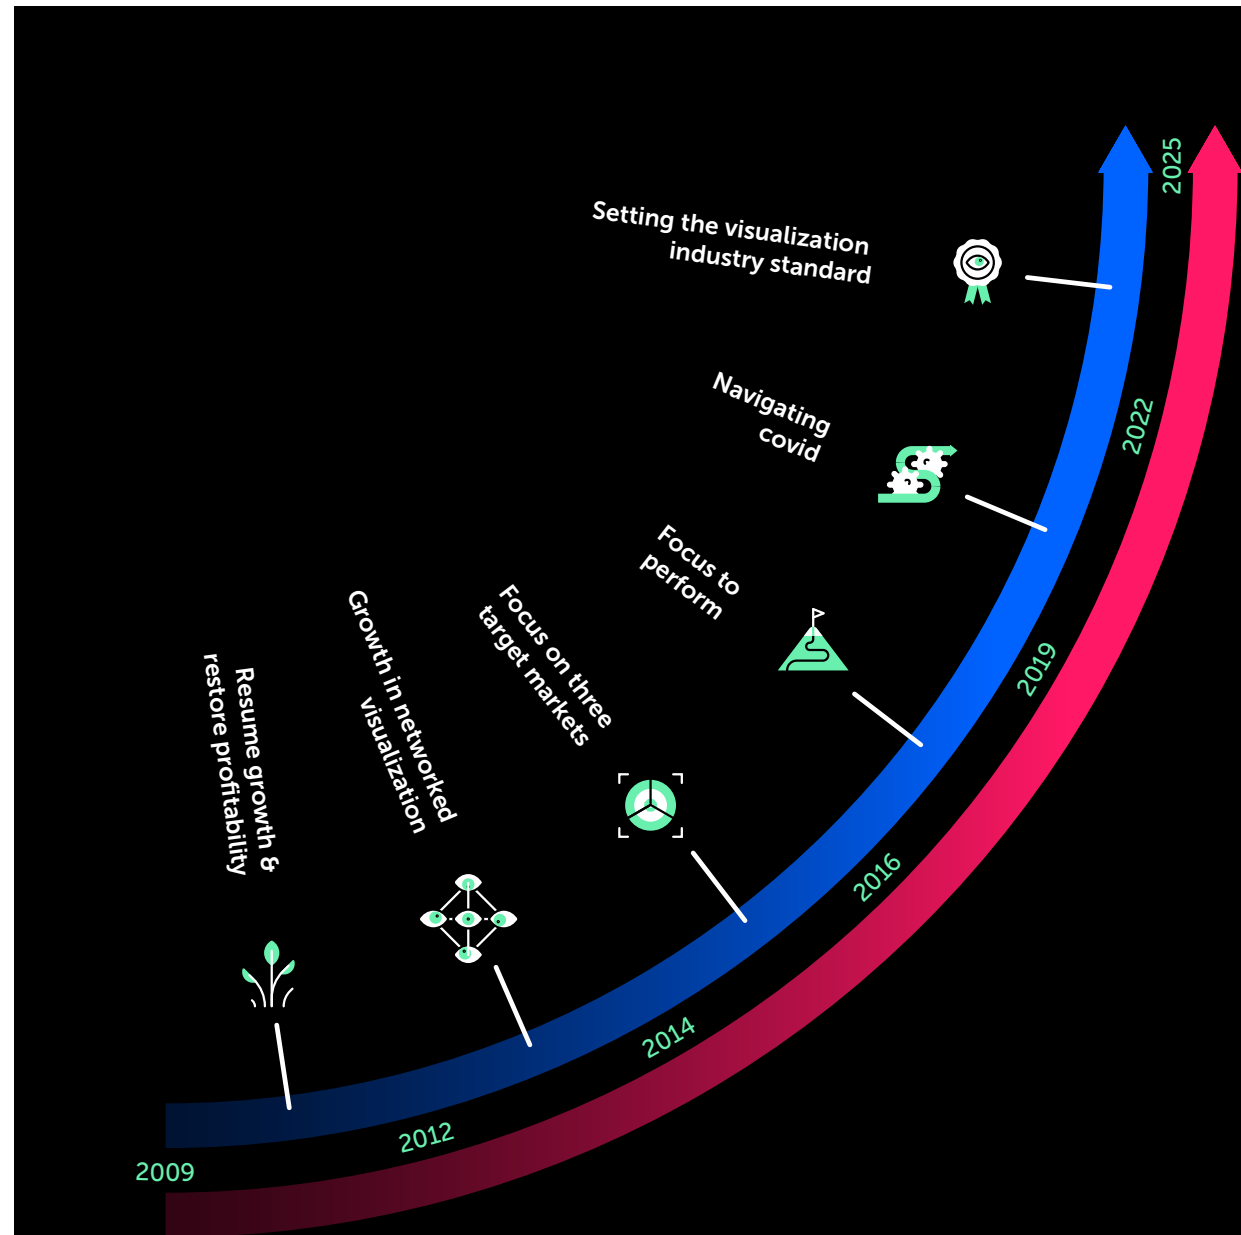 2025
Setting the visualization
industry standard
Navigating
covid
2022
Focus to
perform
2019
Focus on three
target markets
2016
Growth in networked
visualization
2014
Resume growth &
restore profitability
2012
2009